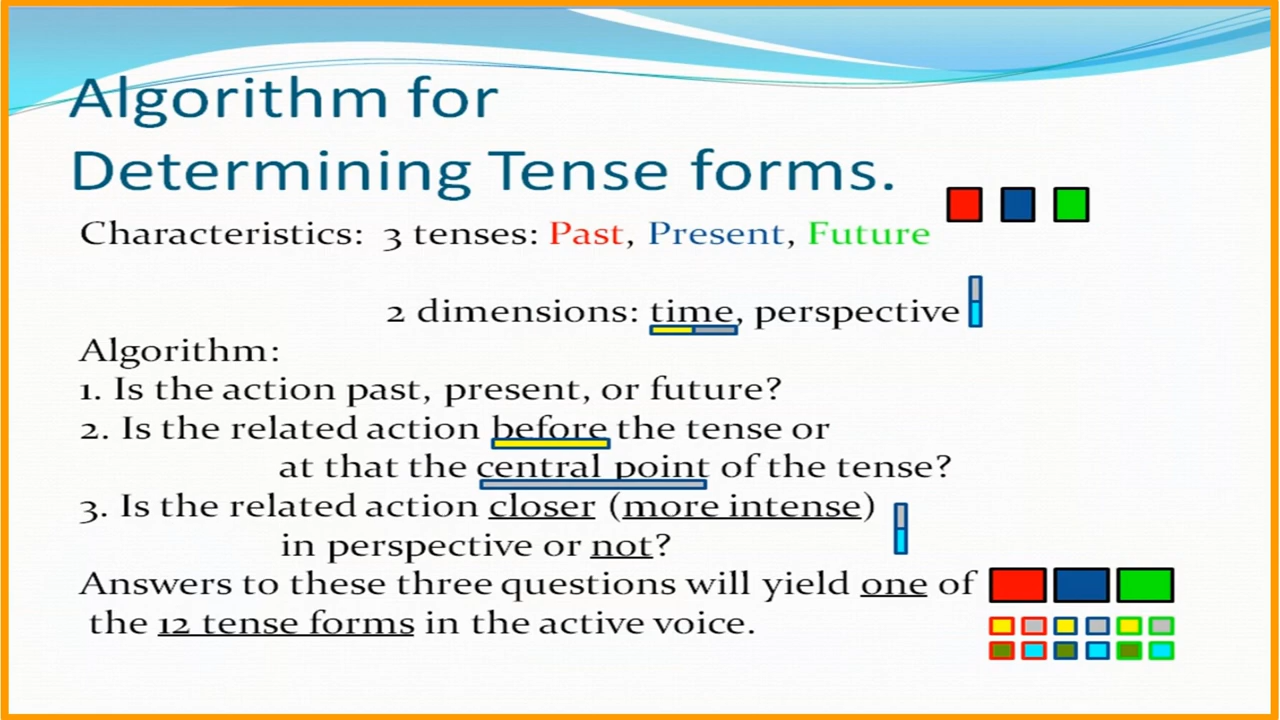 Algorithm for
Determining Tense forms.
Characteristics: 3 tenses: Past, Present, Future
2 dimensions: time, perspective
Algorithm:
1. Is the action past, present, or future?
2. Is the related action before the tense or
at that the central point of the tense?
3. Is the related action closer (more intense)
in perspective or not?
Answers to these three questions will yield one of
the 12 tense forms in the active voice.